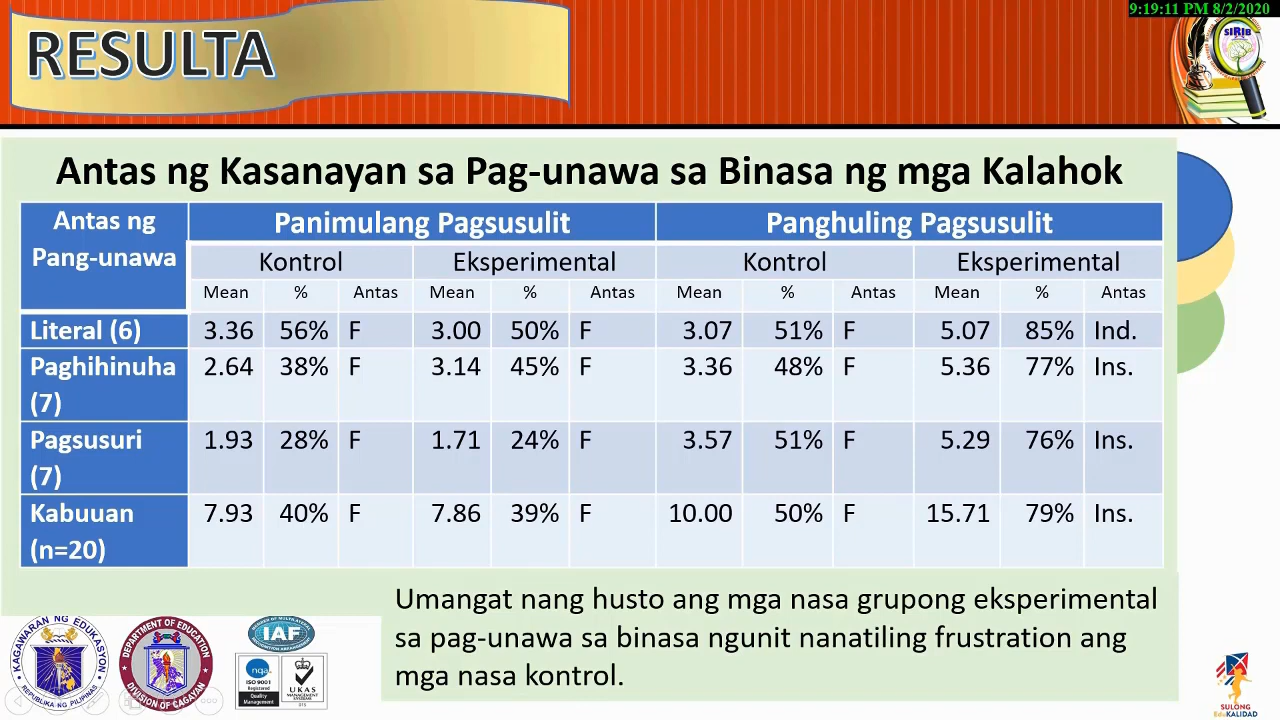 9:19:11 PM 8/2/2020
RESULTA
SIRIB
Antas ng Kasanayan sa Pag-unawa sa Binasa ng mga Kalahok
Antas ng Panimulang Pagsusulit Panghuling Pagsusulit
Pang-unawa Kontrol Eksperimental Kontrol Eksperimental
Mean % Antas Mean % Antas Mean % Antas Mean % Antas
Literal (6) 3.36 56% F 3.00 50% F 3.07 51% F 5.07 85% Ind.
Paghihinuha 2.64 38% F 3.14 45% F 3.36 48% F 5.36 77% Ins.
(7)
Pagsusuri 1.93 28% F 1.71 24% F 3.57 51% F 5.29 76% Ins.
(7)
Kabuuan 7.93 40% F 7.86 39% F 10.00 50% F 15.71 79% Ins.
(n=20)
Umangat nang husto ang mga nasa grupong eksperimental
sa pag-unawa sa binasa ngunit nanatiling frustration ang
mga nasa kontrol.
KAGAWARAN NG EDUKASYON
REPUBLIKA NG PILIPINAS
DEPARTMENT OF EDUCATION
DIVISION OF CAGAYAN
IAF
nqa
ISO 9001
Registered
Quality
Management
UKAS
MANAGEMENT
SYSTEMS
SULONG
EduKALIDAD